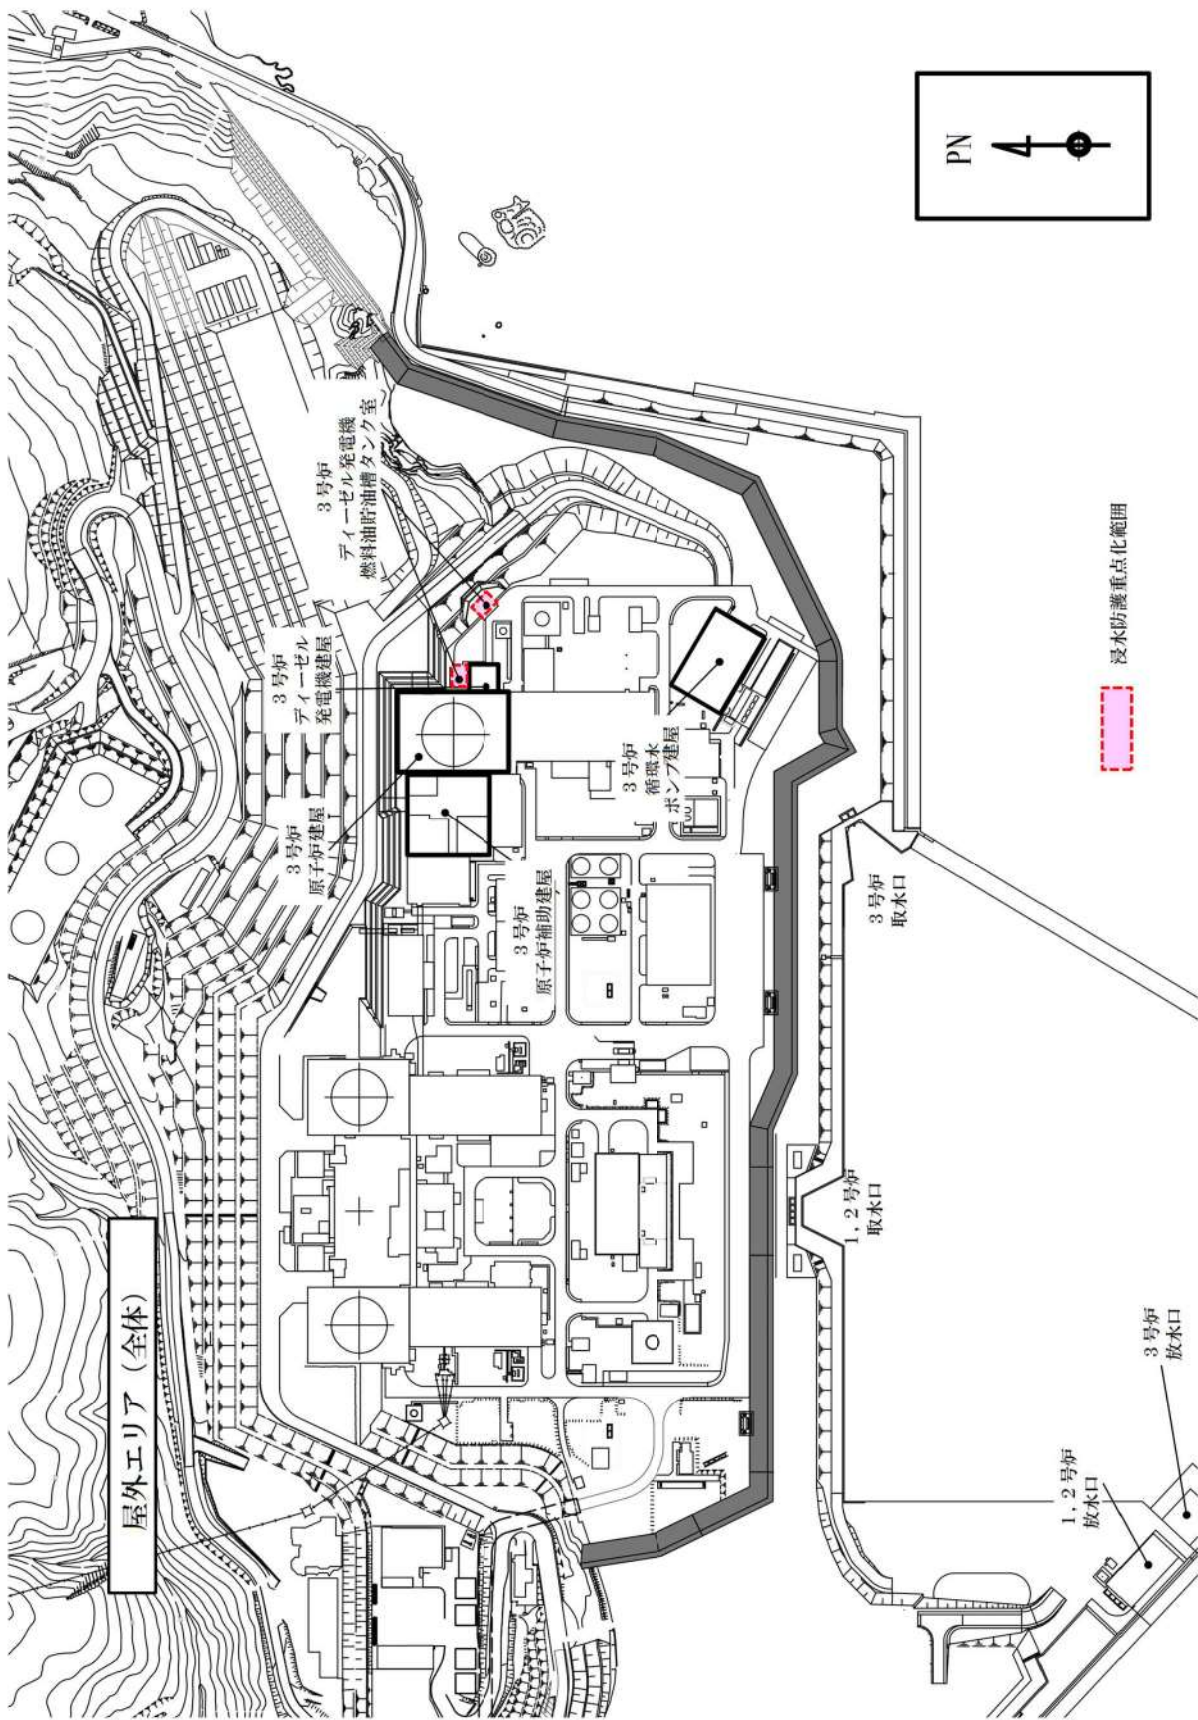 屋外エリア（全体）
３号炉
ディーゼル発電機
燃料油貯油槽タンク室
３号炉
ディーゼル
発電機建屋
３号炉
原子炉建屋
３号炉
原子炉補助建屋
３号炉
循環水
ポンプ建屋
３号炉
取水口
１，２号炉
取水口
３号炉
放水口
１，２号炉
放水口
PN
浸水防護重点化範囲